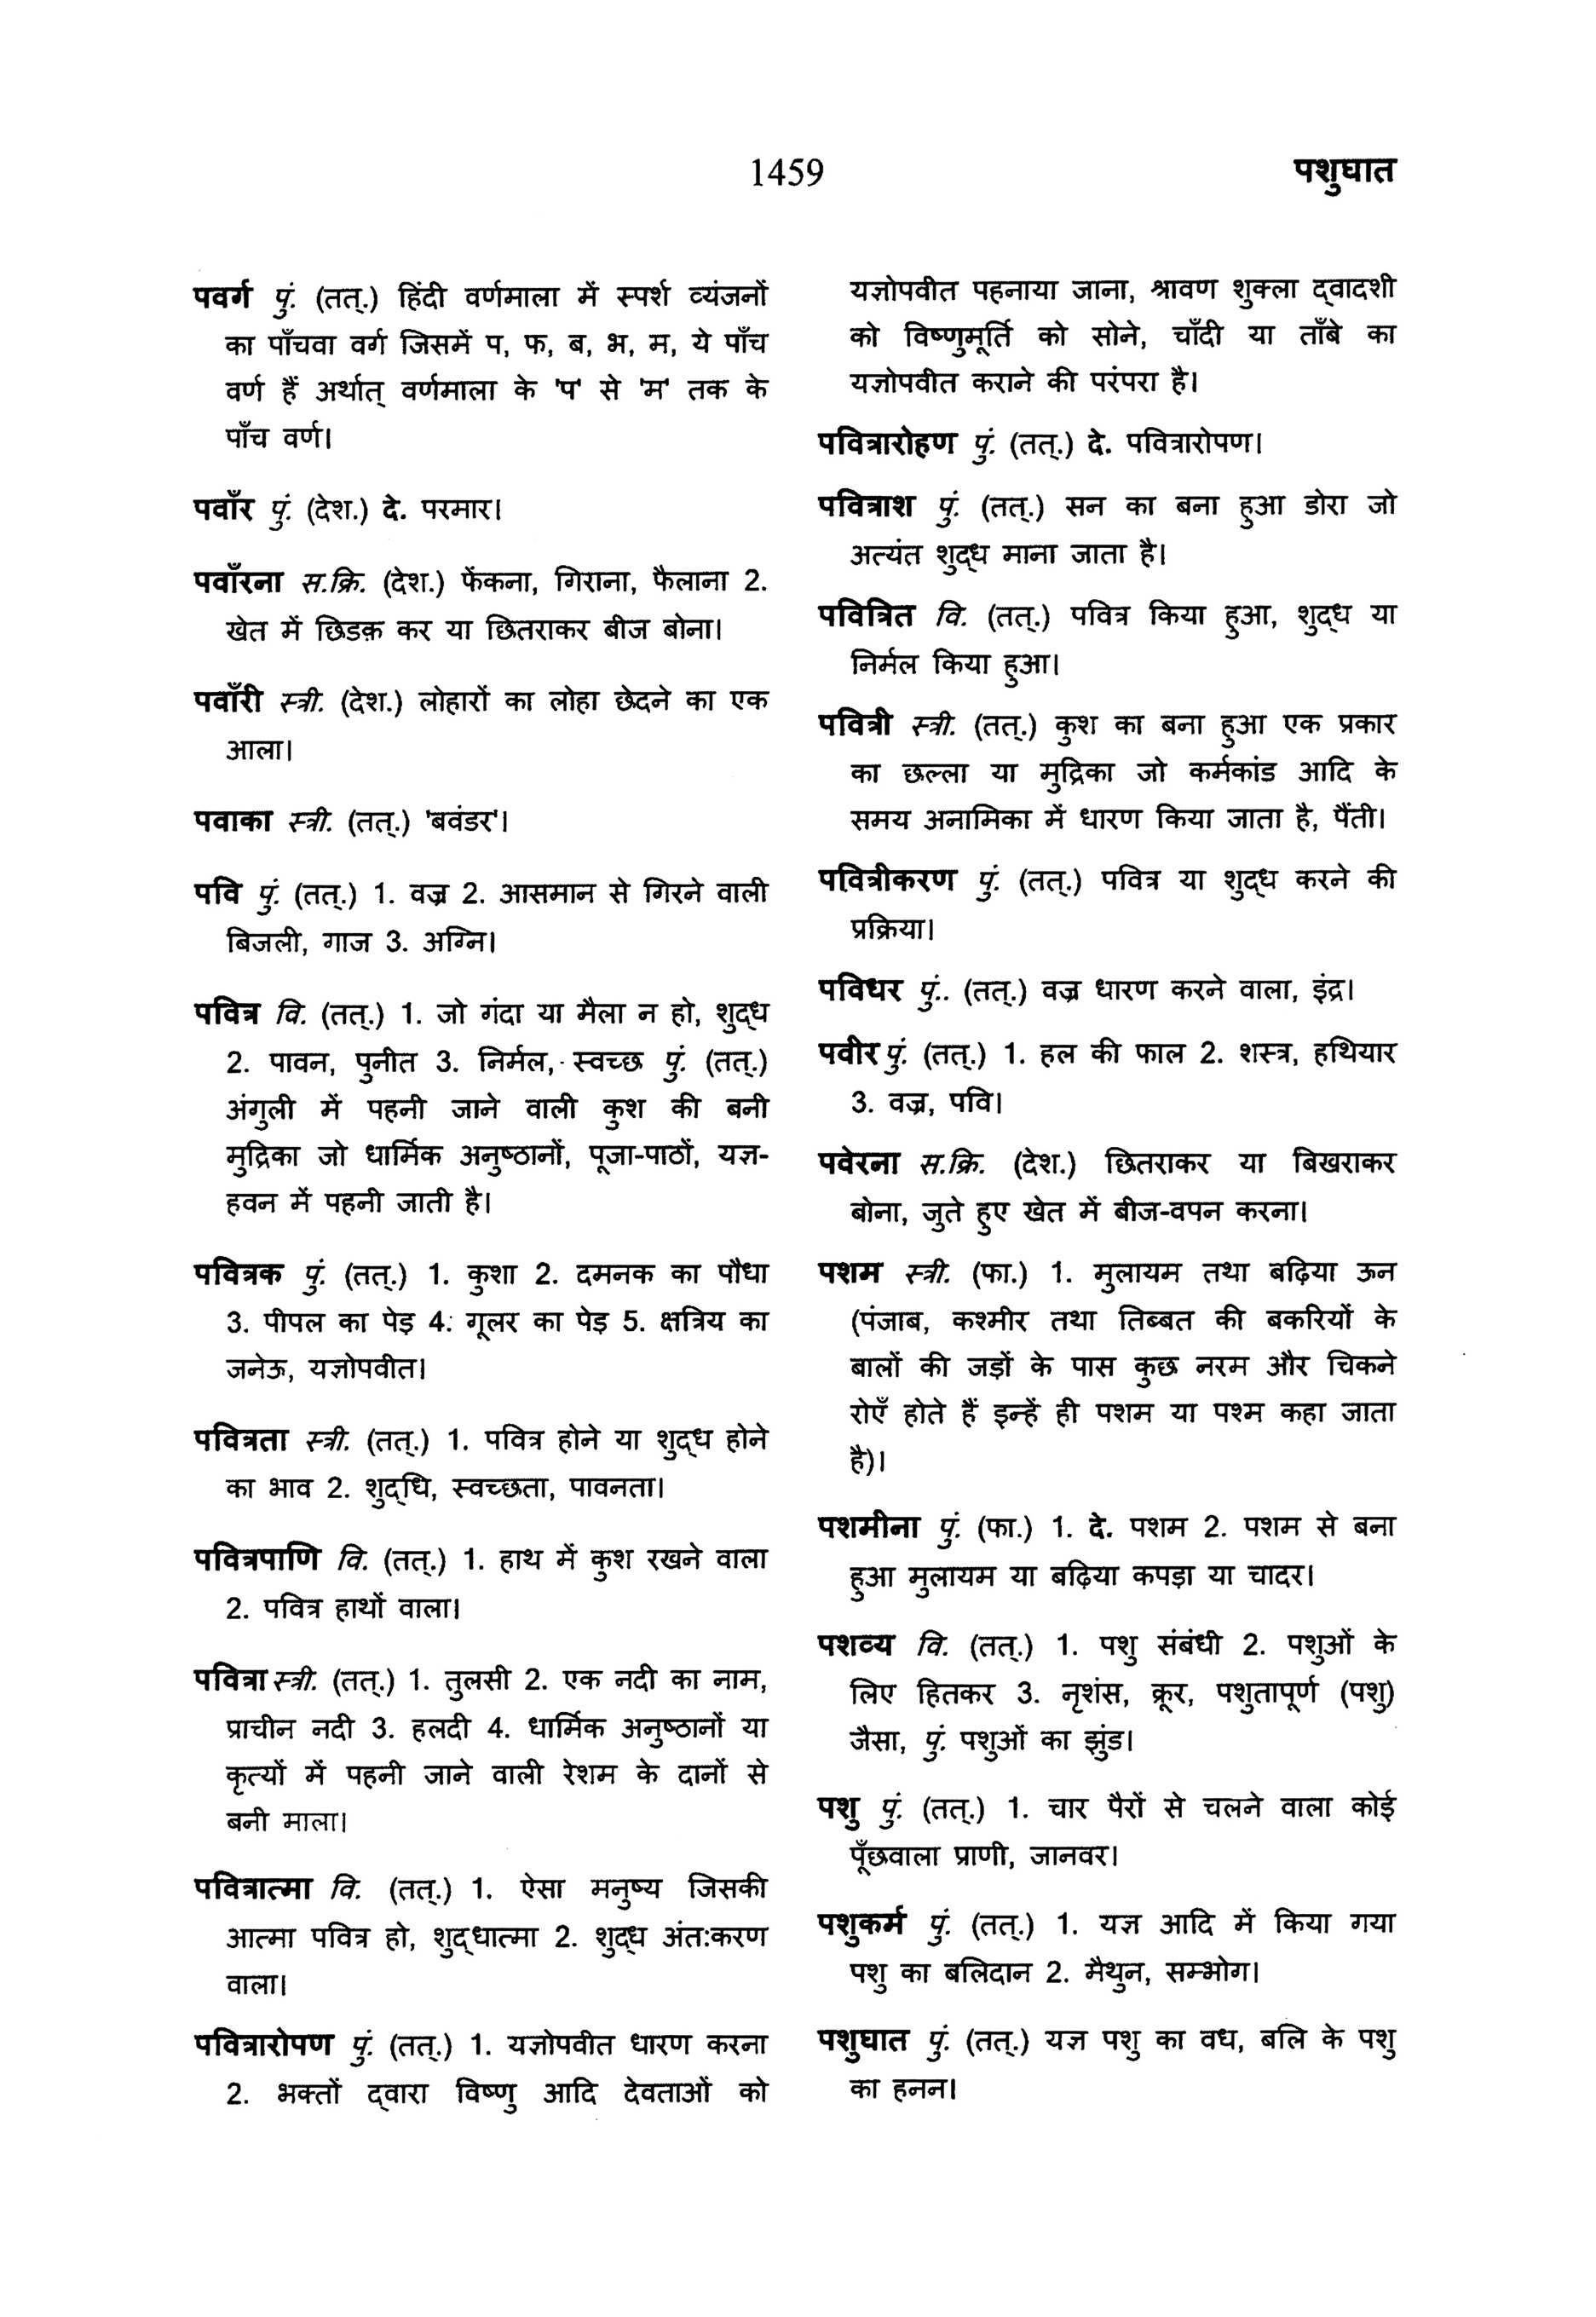 1459
पशुघात
पवर्ग पुं. (तत्.) हिंदी वर्णमाला में स्पर्श व्यंजनों
का पाँचवा वर्ग जिसमें प, फ, ब, भ, म, ये पाँच
वर्ण हैं अर्थात् वर्णमाला के 'प' से 'म' तक के
पाँच वर्ण।
पवाँर पुं. (देश.) दे. परमार।
पवाँरना स.क्रि. (देश.) फेंकना, गिराना, फैलाना 2.
खेत में छिडक़ कर या छितराकर बीज बोना।
पवाँरी स्त्री. (देश.) लोहारों का लोहा छेदने का एक
आला।
पवाका स्त्री. (तत्.) 'बवंडर'।
पवि पुं. (तत्.) 1. वज्र 2. आसमान से गिरने वाली
बिजली, गाज 3. अग्नि।
पवित्र वि. (तत्.) 1. जो गंदा या मैला न हो, शुद्ध
2. पावन, पुनीत 3. निर्मल, स्वच्छ पुं. (तत्.)
अंगुली में पहनी जाने वाली कुश की बनी
मुद्रिका जो धार्मिक अनुष्ठानों, पूजा-पाठों, यज्ञ-
हवन में पहनी जाती है।
पवित्रक पुं. (तत्.) 1. कुशा 2. दमनक का पौधा
3. पीपल का पेड़ 4. गूलर का पेड़ 5. क्षत्रिय का
जनेऊ, यज्ञोपवीत।
पवित्रता स्त्री. (तत्.) 1. पवित्र होने या शुद्ध होने
का भाव 2. शुद्धि, स्वच्छता, पावनता।
पवित्रपाणि वि. (तत्.) 1. हाथ में कुश रखने वाला
2. पवित्र हाथों वाला।
पवित्रा स्त्री. (तत्.) 1. तुलसी 2. एक नदी का नाम,
प्राचीन नदी 3. हलदी 4. धार्मिक अनुष्ठानों या
कृत्यों में पहनी जाने वाली रेशम के दानों से
बनी माला।
पवित्रात्मा वि. (तत्.) 1. ऐसा मनुष्य जिसकी
आत्मा पवित्र हो, शुद्धात्मा 2. शुद्ध अंत:करण
वाला।
पवित्रारोपण पुं. (तत्.) 1. यज्ञोपवीत धारण करना
2. भक्तों द्वारा विष्णु आदि देवताओं को
यज्ञोपवीत पहनाया जाना, श्रावण शुक्ला द्वादशी
को विष्णुमूर्ति को सोने, चाँदी या ताँबे का
यज्ञोपवीत कराने की परंपरा है।
पवित्रारोहण पुं. (तत्.) दे. पवित्रारोपण।
पवित्राश पुं. (तत्.) सन का बना हुआ डोरा जो
अत्यंत शुद्ध माना जाता है।
पवित्रित वि. (तत्.) पवित्र किया हुआ, शुद्ध या
निर्मल किया हुआ।
पवित्री स्त्री. (तत्.) कुश का बना हुआ एक प्रकार
का छल्ला या मुद्रिका जो कर्मकांड आदि के
समय अनामिका में धारण किया जाता है, पैंती।
पवित्रीकरण पुं. (तत्.) पवित्र या शुद्ध करने की
प्रक्रिया।
पविधर पुं.. (तत्.) वज्र धारण करने वाला, इंद्र।
पवीर पुं. (तत्.) 1. हल की फाल 2. शस्त्र, हथियार
3. वज्र, पवि।
पवेरना स.क्रि. (देश.) छितराकर या बिखराकर
बोना, जुते हुए खेत में बीज-वपन करना।
पशम स्त्री. (फा.) 1. मुलायम तथा बढ़िया ऊन
(पंजाब, कश्मीर तथा तिब्बत की बकरियों के
बालों की जड़ों के पास कुछ नरम और चिकने
रोएँ होते हैं इन्हें ही पशम या पश्म कहा जाता
है)।
पशमीना पुं. (फा.) 1. दे. पशम 2. पशम से बना
हुआ मुलायम या बढ़िया कपड़ा या चादर।
पशव्य वि. (तत्.) 1. पशु संबंधी 2. पशुओं के
लिए हितकर 3. नृशंस, क्रूर, पशुतापूर्ण (पशु)
जैसा, पुं. पशुओं का झुंड।
पशु पुं. (तत्.) 1. चार पैरों से चलने वाला कोई
पूँछवाला प्राणी, जानवर।
पशुकर्म पुं. (तत्.) 1. यज्ञ आदि में किया गया
पशु का बलिदान 2. मैथुन, सम्भोग।
पशुघात पुं. (तत्.) यज्ञ पशु का वध, बलि के पशु
का हनन।